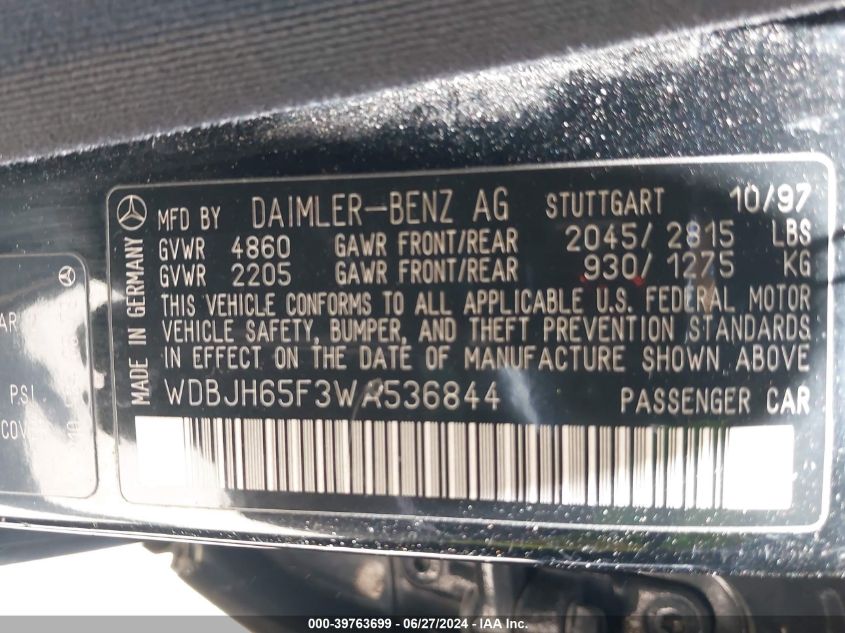 MFD BY DAIMLER-BENZ AG STUTTGART 10/97
GVWR 4860 GAWR FRONT/REAR 2045/ 2815 LBS
GVWR 2205 GAWR FRONT/REAR 930/ 1275 KG
THIS VEHICLE CONFORMS TO ALL APPLICABLE U.S. FEDERAL MOTOR
VEHICLE SAFETY, BUMPER, AND THEFT PREVENTION STANDARDS
IN EFFECT ON THE DATE OF MANUFACTURE SHOWN ABOVE
WDBJH65F3WA536844 PASSENGER CAR
MADE IN GERMANY
AR
PSI
COVE
000-39763699 - 06/27/2024 - IAA Inc.